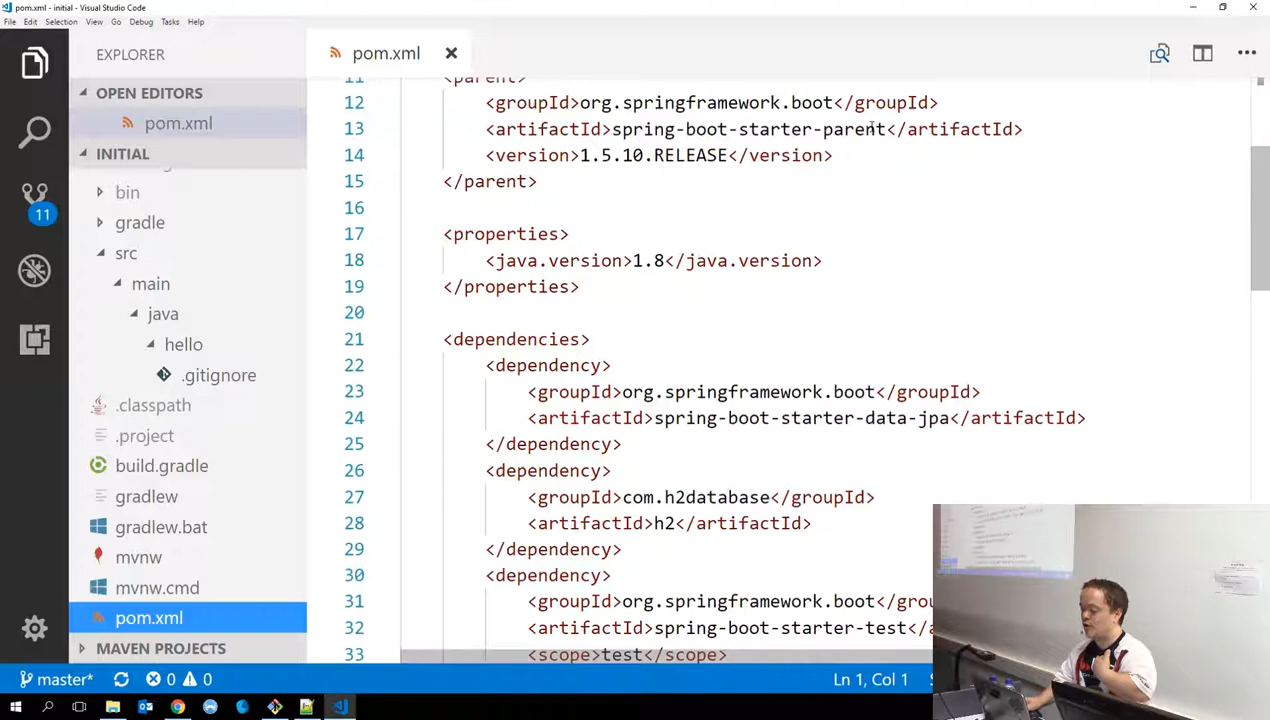 pom.xml - initial - Visual Studio Code
File Edit Selection View Go Debug Tasks Help
EXPLORER
OPEN EDITORS
pom.xml
INITIAL
bin
gradle
src
main
java
hello
.gitignore
.classpath
.project
build.gradle
gradlew
gradlew.bat
mvnw
mvnw.cmd
pom.xml
MAVEN PROJECTS
11
pom.xml
11 <parent>
12 <groupId>org.springframework.boot</groupId>
13 <artifactId>spring-boot-starter-parent</artifactId>
14 <version>1.5.10.RELEASE</version>
15 </parent>
16
17 <properties>
18 <java.version>1.8</java.version>
19 </properties>
20
21 <dependencies>
22 <dependency>
23 <groupId>org.springframework.boot</groupId>
24 <artifactId>spring-boot-starter-data-jpa</artifactId>
25 </dependency>
26 <dependency>
27 <groupId>com.h2database</groupId>
28 <artifactId>h2</artifactId>
29 </dependency>
30 <dependency>
31 <groupId>org.springframework.boot</grou
32 <artifactId>spring-boot-starter-test</
33 <scope>test</scope>
master* 0 0
Ln 1, Col 1